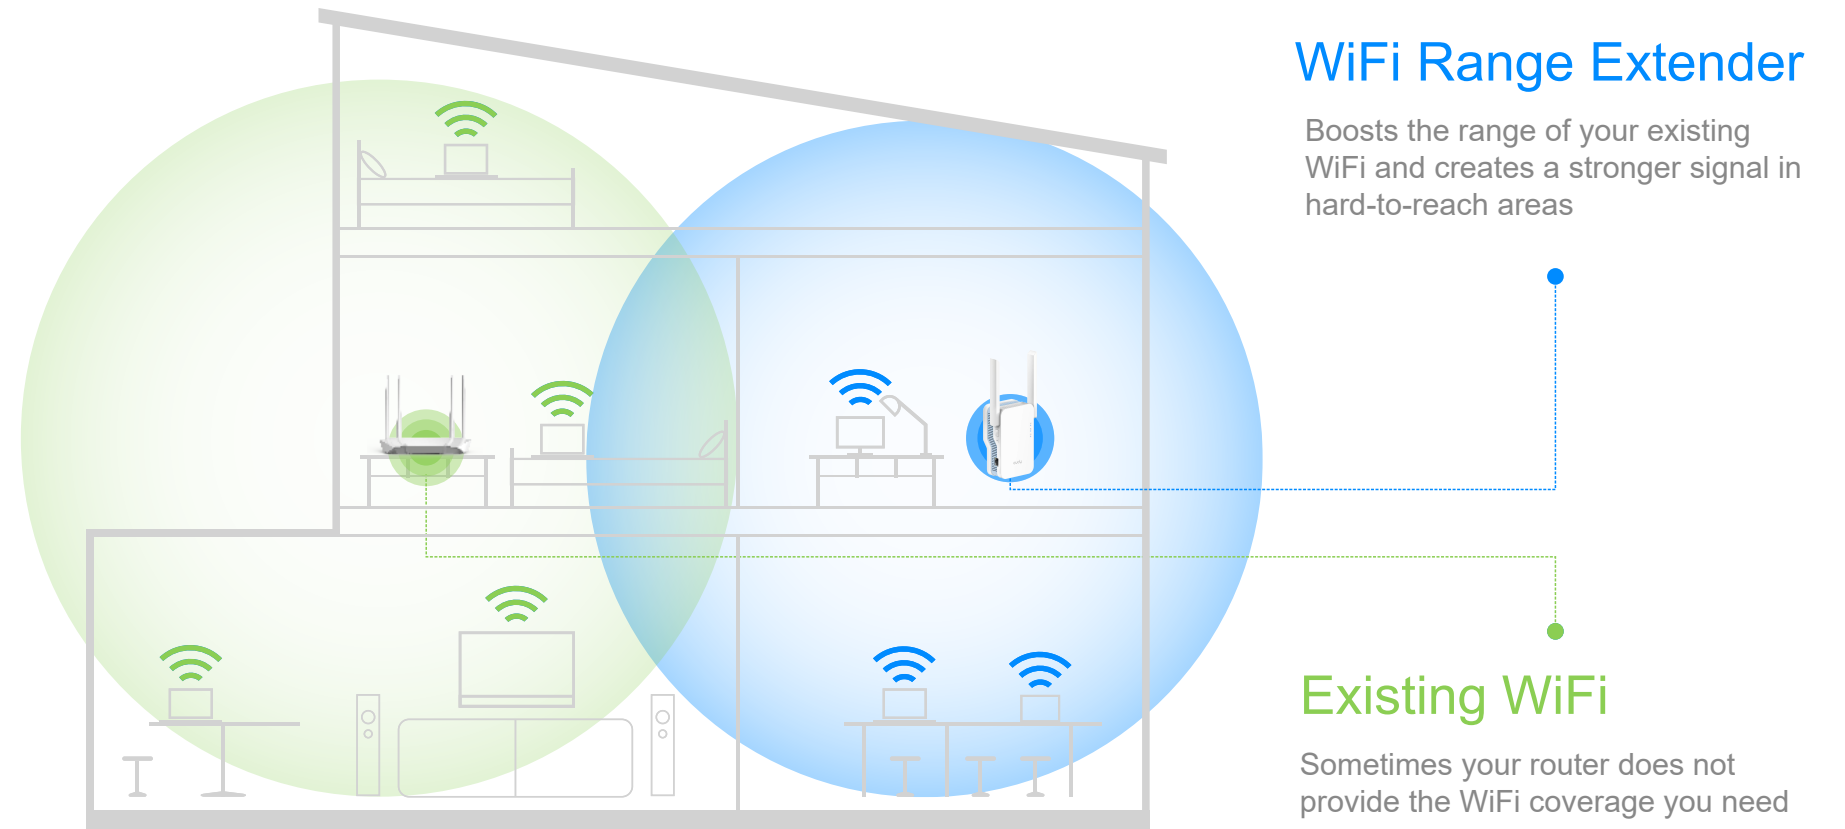 WiFi Range Extender
Boosts the range of your existing
WiFi and creates a stronger signal in
hard-to-reach areas
Existing WiFi
Sometimes your router does not
provide the WiFi coverage you need